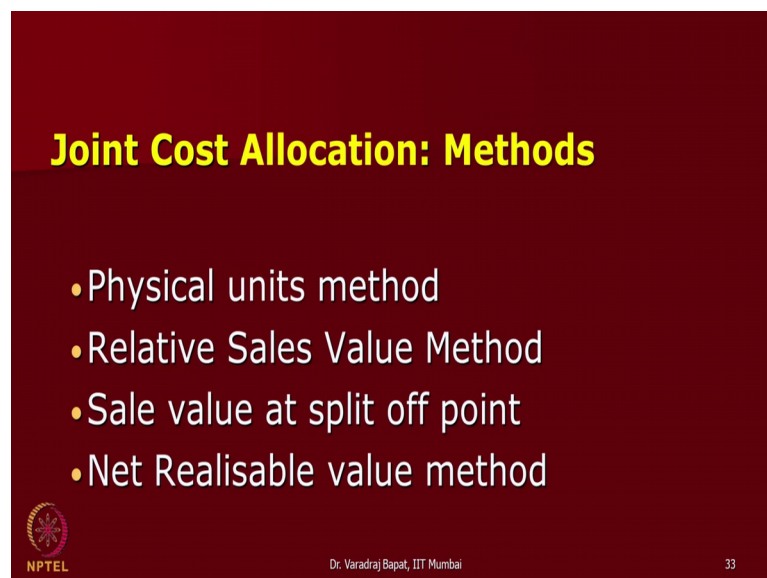 Joint Cost Allocation: Methods
•Physical units method
•Relative Sales Value Method
•Sale value at split off point
•Net Realisable value method
NPTEL
Dr. Varadraj Bapat, IIT Mumbai
33